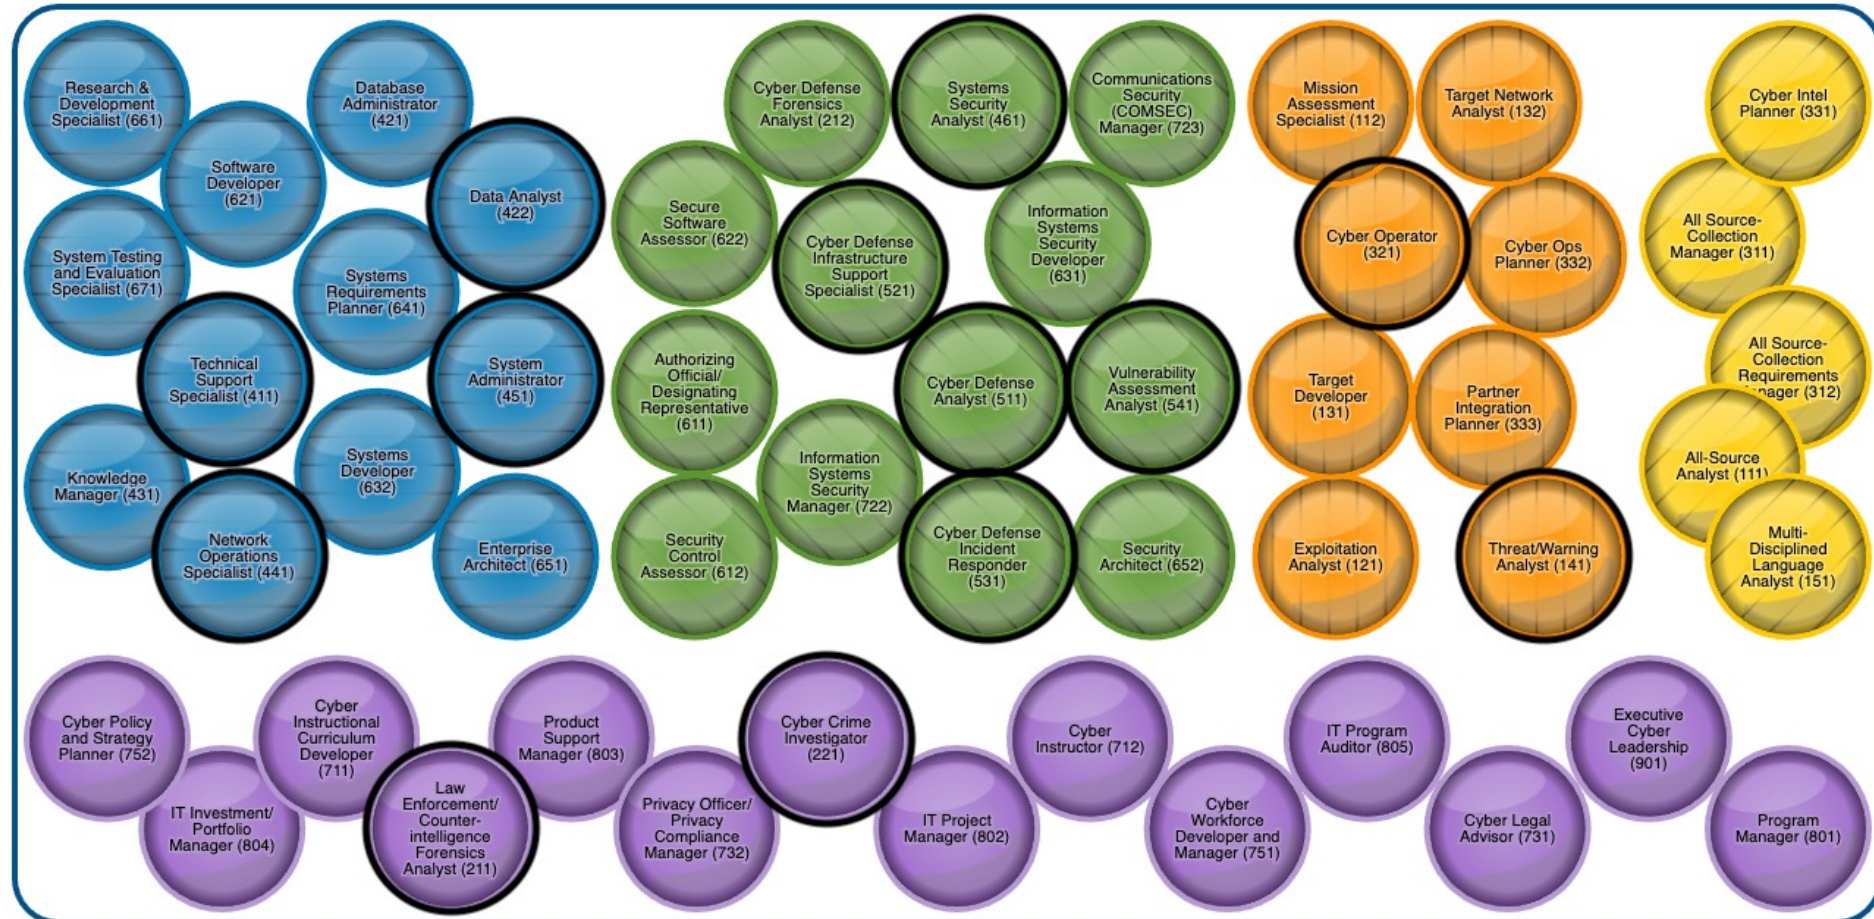 Research &
Development
Specialist (661)
Database
Administrator
(421)
Software
Developer
(621)
Data Analyst
(422)
System Testing
and Evaluation
Specialist (671)
Systems
Requirements
Planner (641)
Technical
Support
Specialist (411)
System
Administrator
(451)
Knowledge
Manager (431)
Systems
Developer
(632)
Network
Operations
Specialist (441)
Enterprise
Architect (651)
Cyber Defense
Forensics
Analyst (212)
Systems
Security
Analyst (461)
Communications
Security
(COMSEC)
Manager (723)
Secure
Software
Assessor (622)
Cyber Defense
Infrastructure
Support
Specialist (521)
Information
Systems
Security
Developer
(631)
Authorizing
Official/
Designating
Representative
(611)
Cyber Defense
Analyst (511)
Vulnerability
Assessment
Analyst (541)
Information
Systems
Security
Manager (722)
Security
Control
Assessor (612)
Cyber Defense
Incident
Responder
(531)
Security
Architect (652)
Mission
Assessment
Specialist (112)
Target Network
Analyst (132)
Cyber Operator
(321)
Cyber Ops
Planner (332)
Target
Developer
(131)
Partner
Integration
Planner (333)
Exploitation
Analyst (121)
Threat/Warning
Analyst (141)
Cyber Intel
Planner (331)
All Source-
Collection
Manager (311)
All Source-
Collection
Requirements
nager (312)
All-Source
Analyst (111)
Multi-
Disciplined
Language
Analyst (151)
Cyber Policy
and Strategy
Planner (752)
IT Investment/
Portfolio
Manager (804)
Cyber
Instructional
Curriculum
Developer
(711)
Law
Enforcement/
Counter-
intelligence
Forensics
Analyst (211)
Product
Support
Manager (803)
Privacy Officer/
Privacy
Compliance
Manager (732)
Cyber Crime
Investigator
(221)
IT Project
Manager (802)
Cyber
Instructor (712)
Cyber
Workforce
Developer and
Manager (751)
IT Program
Auditor (805)
Cyber Legal
Advisor (731)
Executive
Cyber
Leadership
(901)
Program
Manager (801)